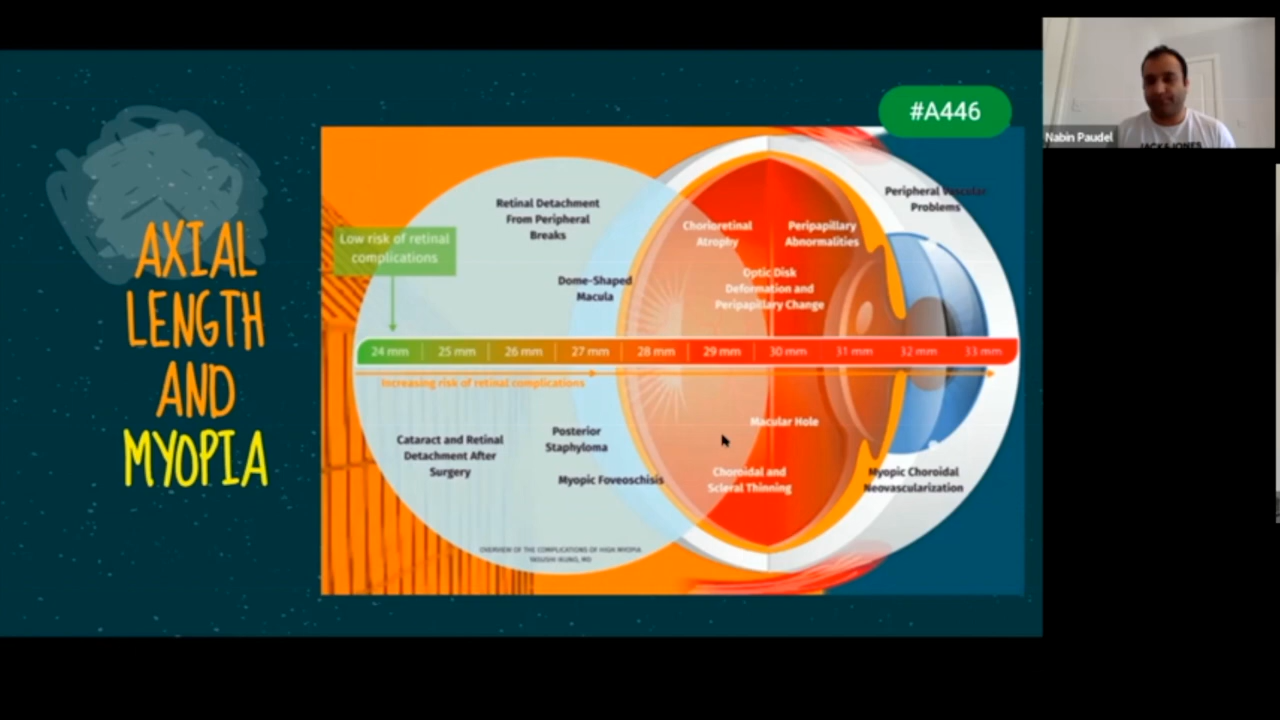 #A446
Nabin Paudel
JACK&JONES
AXIAL
LENGTH
AND
MYOPIA
Low risk of retinal
complications
Retinal Detachment
From Peripheral
Breaks
Dome-Shaped
Macula
Chorioretinal
Atrophy
Peripapillary
Abnormalities
Optic Disk
Deformation and
Peripapillary Change
Peripheral Vascular
Problems
24 mm 25 mm 26 mm 27 mm 28 mm 29 mm 30 mm 31 mm 32 mm 33 mm
Increasing risk of retinal complications
Cataract and Retinal
Detachment After
Surgery
Posterior
Staphyloma
Myopic Foveoschisis
Macular Hole
Choroidal and
Scleral Thinning
Myopic Choroidal
Neovascularization
OVERVIEW OF THE COMPLICATIONS OF HIGH MYOPIA